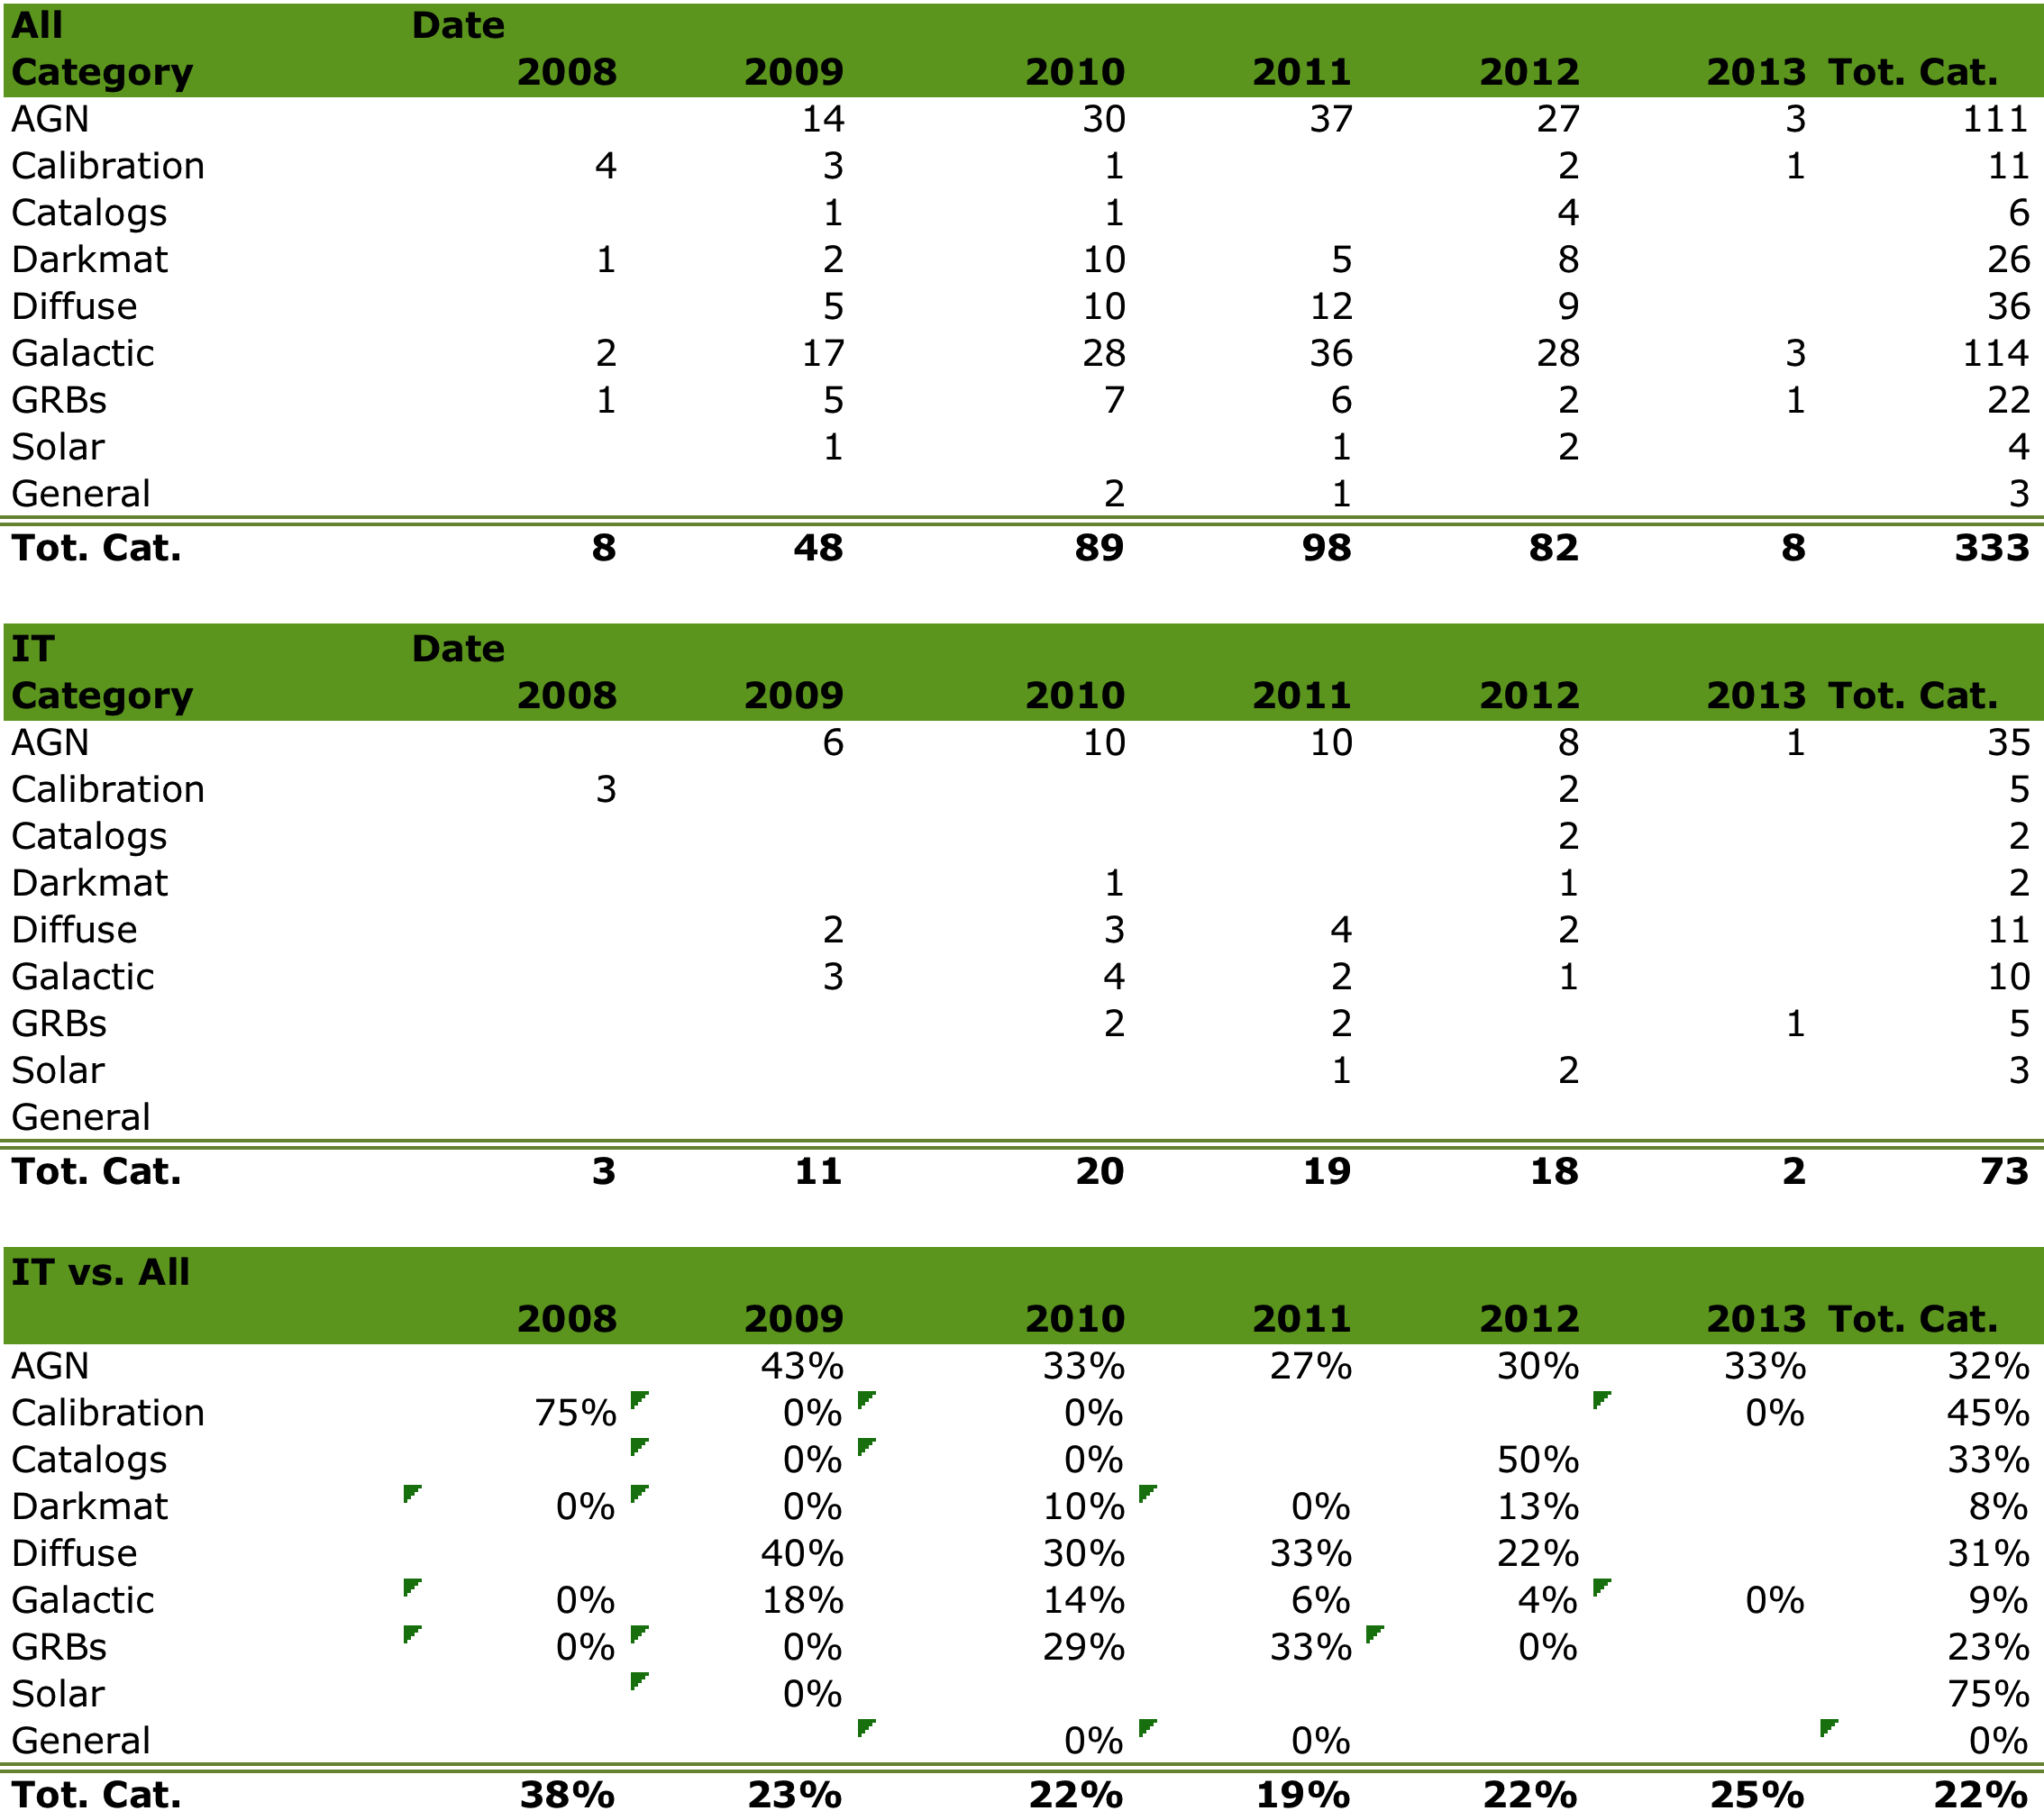 All Date
Category 2008 2009 2010 2011 2012 2013 Tot. Cat.
AGN 14 30 37 27 3 111
Calibration 4 3 1 2 1 11
Catalogs 1 1 4 6
Darkmat 1 2 10 5 8 26
Diffuse 5 10 12 9 36
Galactic 2 17 28 36 28 3 114
GRBs 1 5 7 6 2 1 22
Solar 1 1 2 4
General 2 1 3
Tot. Cat. 8 48 89 98 82 8 333
IT Date
Category 2008 2009 2010 2011 2012 2013 Tot. Cat.
AGN 6 10 10 8 1 35
Calibration 3 2 5
Catalogs 2 2
Darkmat 1 1 2
Diffuse 2 3 4 2 11
Galactic 3 4 2 1 10
GRBs 2 2 1 5
Solar 1 2 3
General
Tot. Cat. 3 11 20 19 18 2 73
IT vs. All
2008 2009 2010 2011 2012 2013 Tot. Cat.
AGN 43% 33% 27% 30% 33% 32%
Calibration 75% 0% 0% 0% 45%
Catalogs 0% 0% 50% 33%
Darkmat 0% 0% 10% 0% 13% 8%
Diffuse 40% 30% 33% 22% 31%
Galactic 0% 18% 14% 6% 4% 0% 9%
GRBs 0% 0% 29% 33% 0% 23%
Solar 0% 75%
General 0% 0% 0%
Tot. Cat. 38% 23% 22% 19% 22% 25% 22%